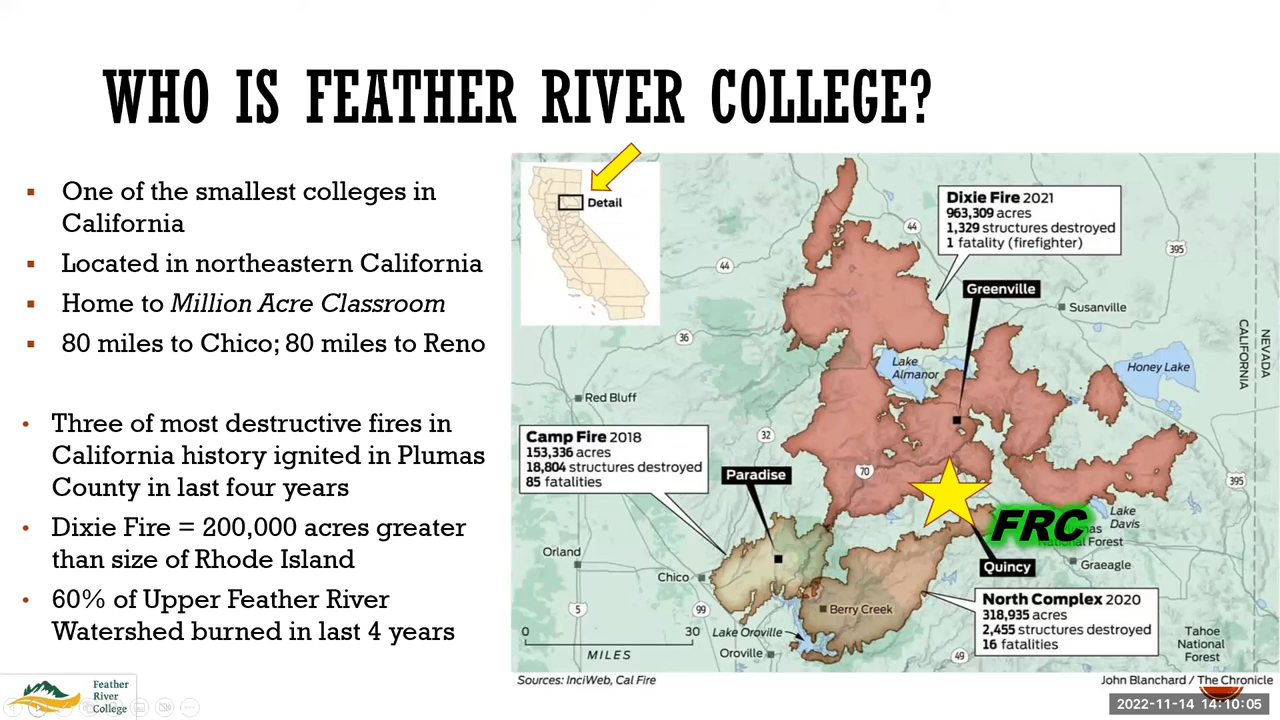 WHO IS FEATHER RIVER COLLEGE?
One of the smallest colleges in
California
Located in northeastern California
Home to Million Acre Classroom
80 miles to Chico; 80 miles to Reno
Three of most destructive fires in
California history ignited in Plumas
County in last four years
Dixie Fire = 200,000 acres greater
than size of Rhode Island
60% of Upper Feather River
Watershed burned in last 4 years
Feather
River
College
Detail
Dixie Fire 2021
963,309 acres
1,329 structures destroyed
1 fatality (firefighter)
44
44
395
Greenville
Susanville
36
CALIFORNIA
NEVADA
Lake
Almanor
Honey Lake
Red Bluff
32
Camp Fire 2018
153,336 acres
18,804 structures destroyed
85 fatalities
Paradise
70
395
FRC
Lake
Davis
National Forest
Orland
Chico
Quincy
Graeagle
North Complex 2020
318,935 acres
2,455 structures destroyed
16 fatalities
5
99
Berry Creek
0 30
MILES
Lake Oroville
Oroville
49
Tahoe
National
Forest
Sources: InciWeb, Cal Fire
John Blanchard / The Chronicle
2022-11-14 14:10:05